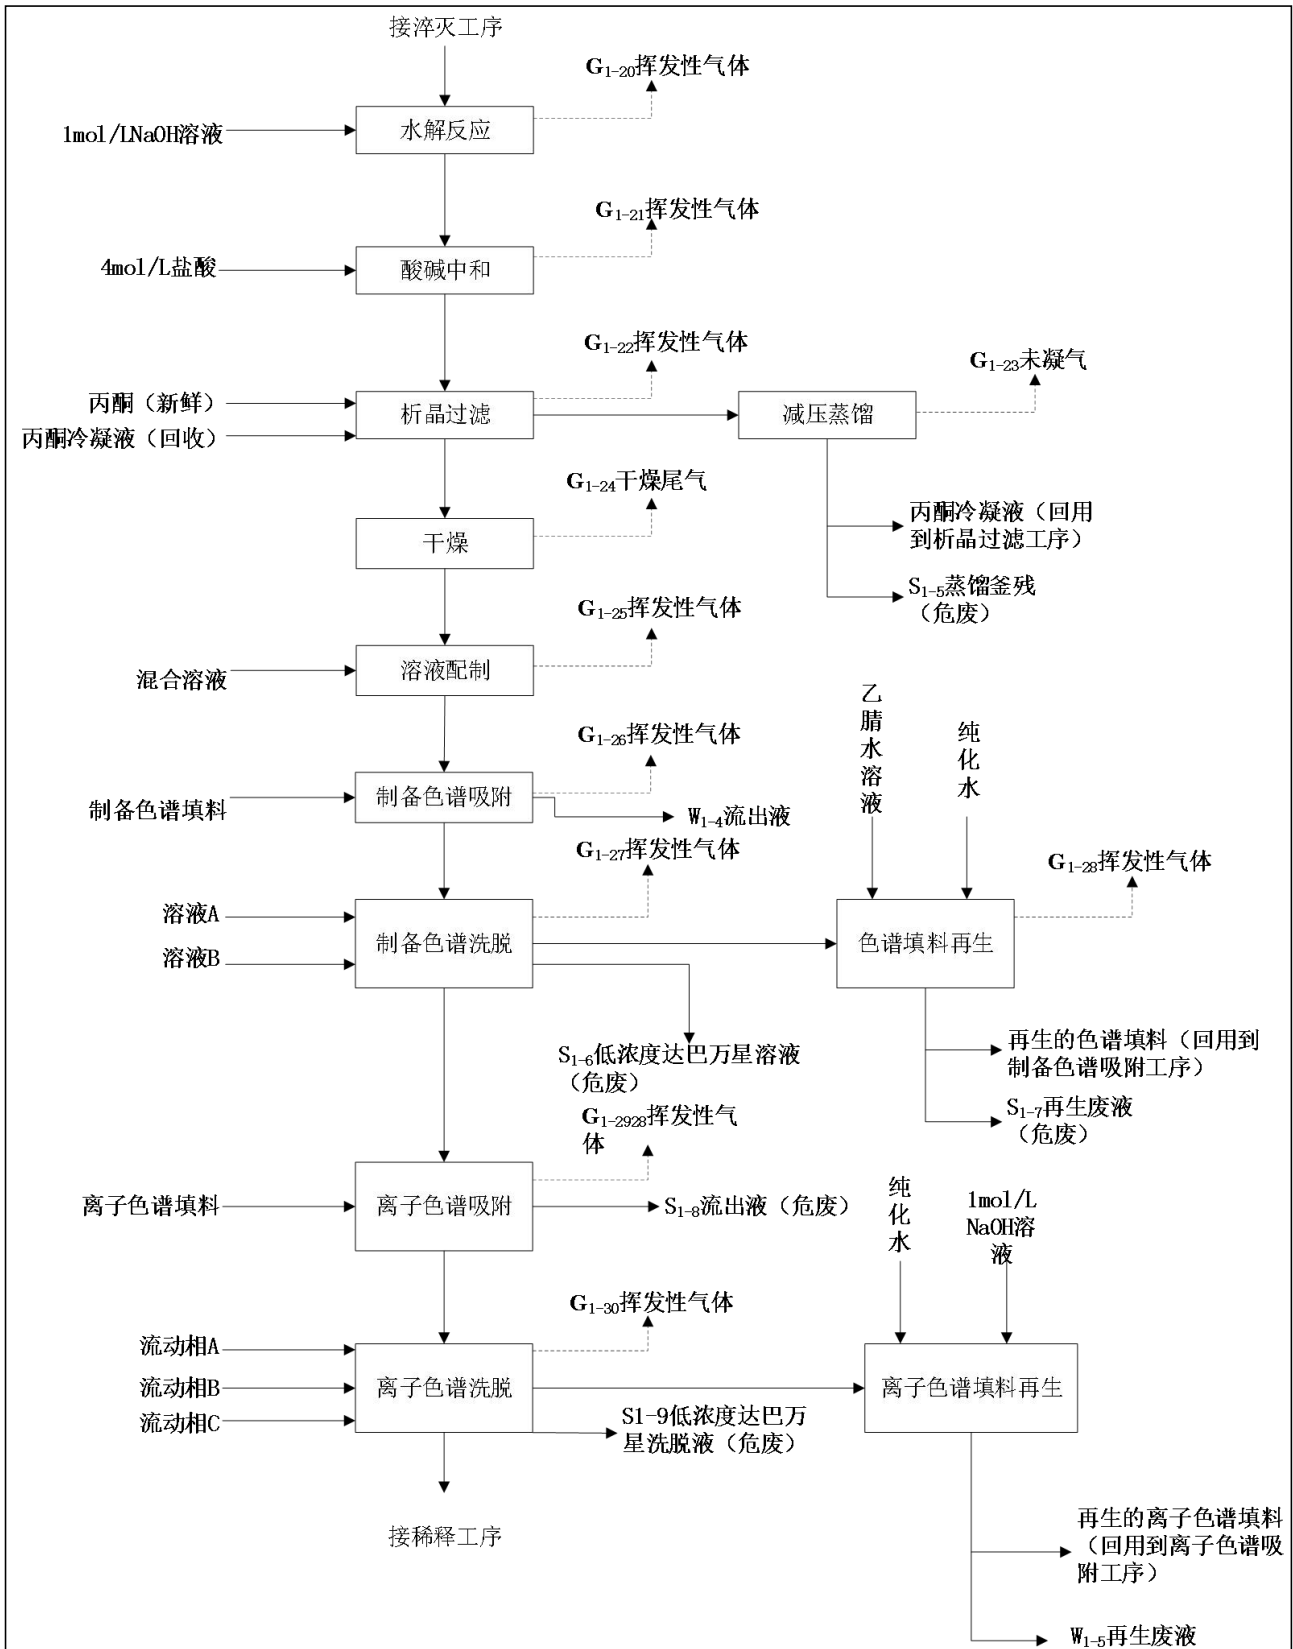 接淬灭工序
G1-20挥发性气体
1mol/LNaOH溶液
水解反应
G1-21挥发性气体
4mol/L盐酸
酸碱中和
G1-22挥发性气体
G1-23未凝气
丙酮（新鲜）
析晶过滤
减压蒸馏
丙酮冷凝液（回收）
G1-24干燥尾气
丙酮冷凝液（回用
到析晶过滤工序）
干燥
S1-5蒸馏釜残
（危废）
G1-25挥发性气体
混合溶液
溶液配制
乙腈水溶液
纯化水
G1-26挥发性气体
制备色谱填料
制备色谱吸附
W1-4流出液
G1-27挥发性气体
G1-28挥发性气体
溶液A
溶液B
制备色谱洗脱
色谱填料再生
S1-6低浓度达巴万星溶液
（危废）
再生的色谱填料（回用到
制备色谱吸附工序）
S1-7再生废液
（危废）
G1-2928挥发性气
体
离子色谱填料
离子色谱吸附
S1-8流出液（危废）
纯化水
1mol/L
NaOH溶
液
G1-30挥发性气体
流动相A
流动相B
流动相C
离子色谱洗脱
离子色谱填料再生
S1-9低浓度达巴万
星洗脱液（危废）
接稀释工序
再生的离子色谱填料
（回用到离子色谱吸
附工序）
W1-5再生废液